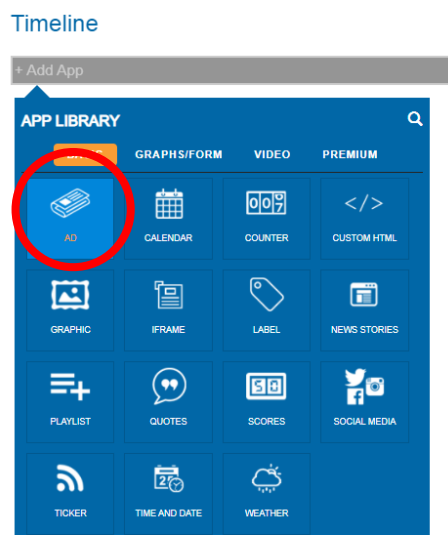 Timeline
+ Add App
APP LIBRARY
GRAPHS/FORM VIDEO PREMIUM
AD CALENDAR COUNTER CUSTOM HTML
GRAPHIC IFRAME LABEL NEWS STORIES
PLAYLIST QUOTES SCORES SOCIAL MEDIA
TICKER TIME AND DATE WEATHER